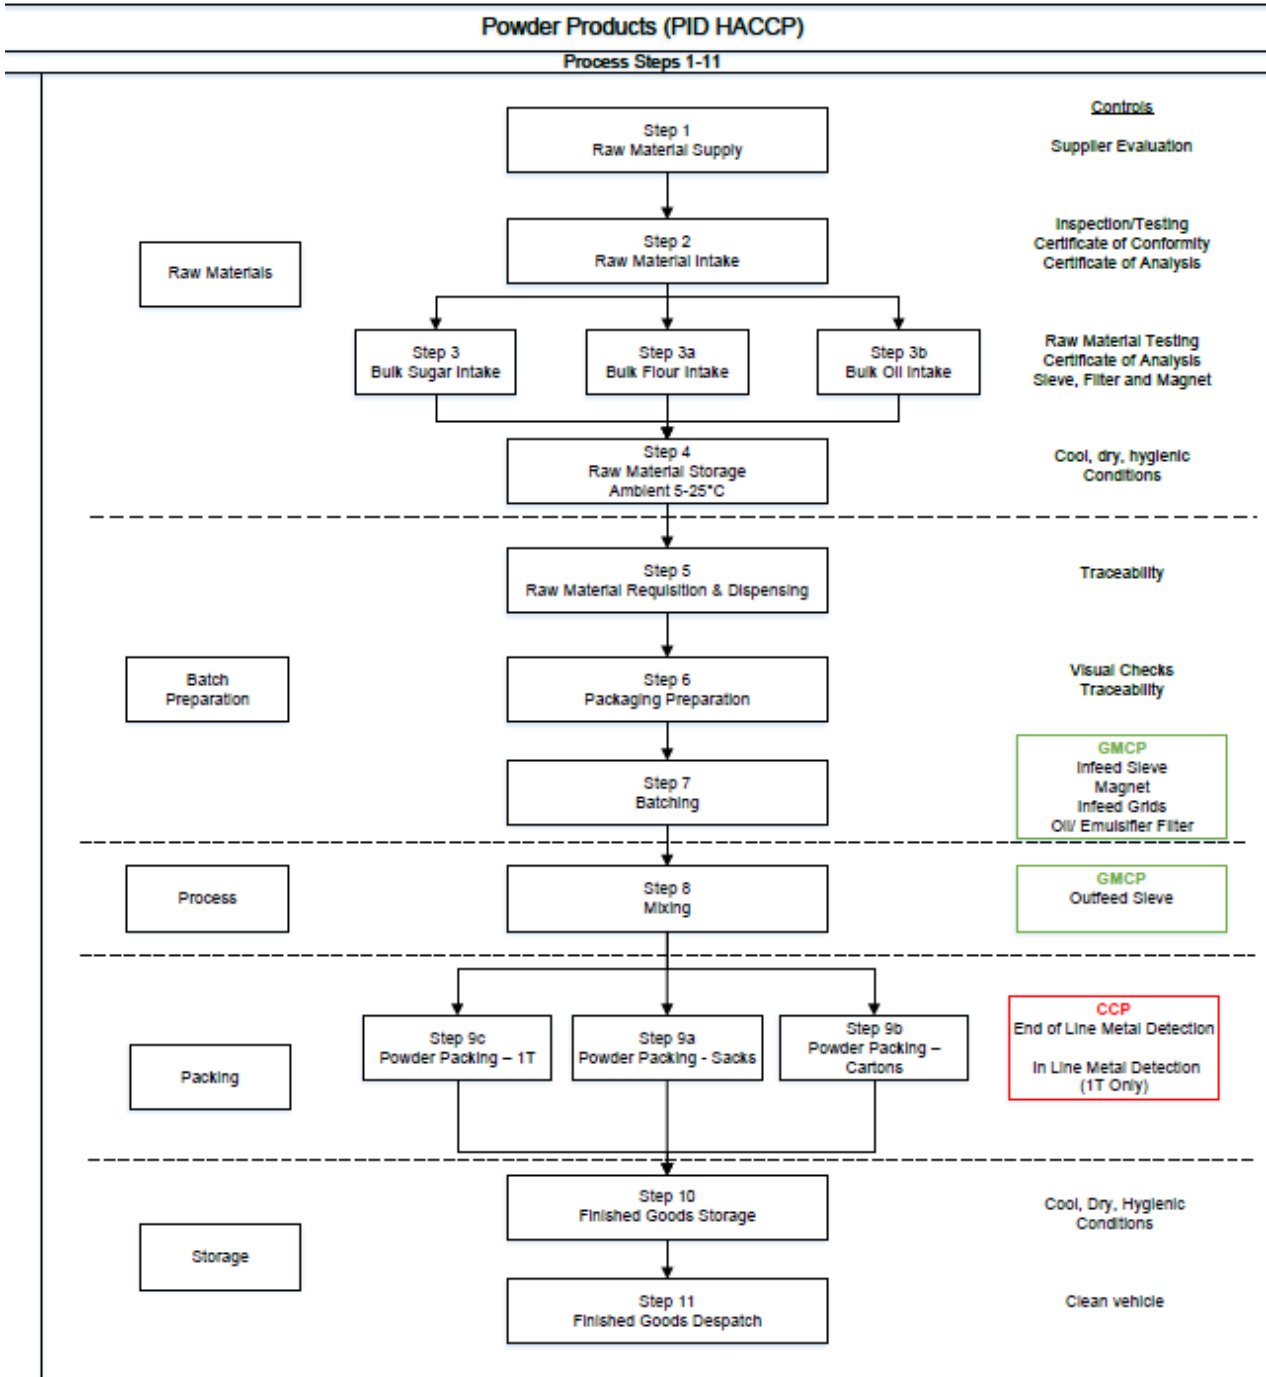 Powder Products (PID HACCP)
Process Steps 1-11
Controls
Step 1
Raw Material Supply
Supplier Evaluation
Raw Materials
Step 2
Raw Material Intake
Inspection/Testing
Certificate of Conformity
Certificate of Analysis
Step 3
Bulk Sugar Intake
Step 3a
Bulk Flour Intake
Step 3b
Bulk Oil Intake
Raw Material Testing
Certificate of Analysis
Sieve, Filter and Magnet
Step 4
Raw Material Storage
Ambient 5-25°C
Cool, dry, hygienic
Conditions
Step 5
Raw Material Requisition & Dispensing
Traceability
Batch
Preparation
Step 6
Packaging Preparation
Visual Checks
Traceability
Step 7
Batching
GMCP
Infeed Sieve
Magnet
Infeed Grids
Oil/ Emulsifier Filter
Process
Step 8
Mixing
GMCP
Outfeed Sieve
Packing
Step 9c
Powder Packing – 1T
Step 9a
Powder Packing - Sacks
Step 9b
Powder Packing –
Cartons
CCP
End of Line Metal Detection
In Line Metal Detection
(1T Only)
Storage
Step 10
Finished Goods Storage
Cool, Dry, Hygienic
Conditions
Step 11
Finished Goods Despatch
Clean vehicle